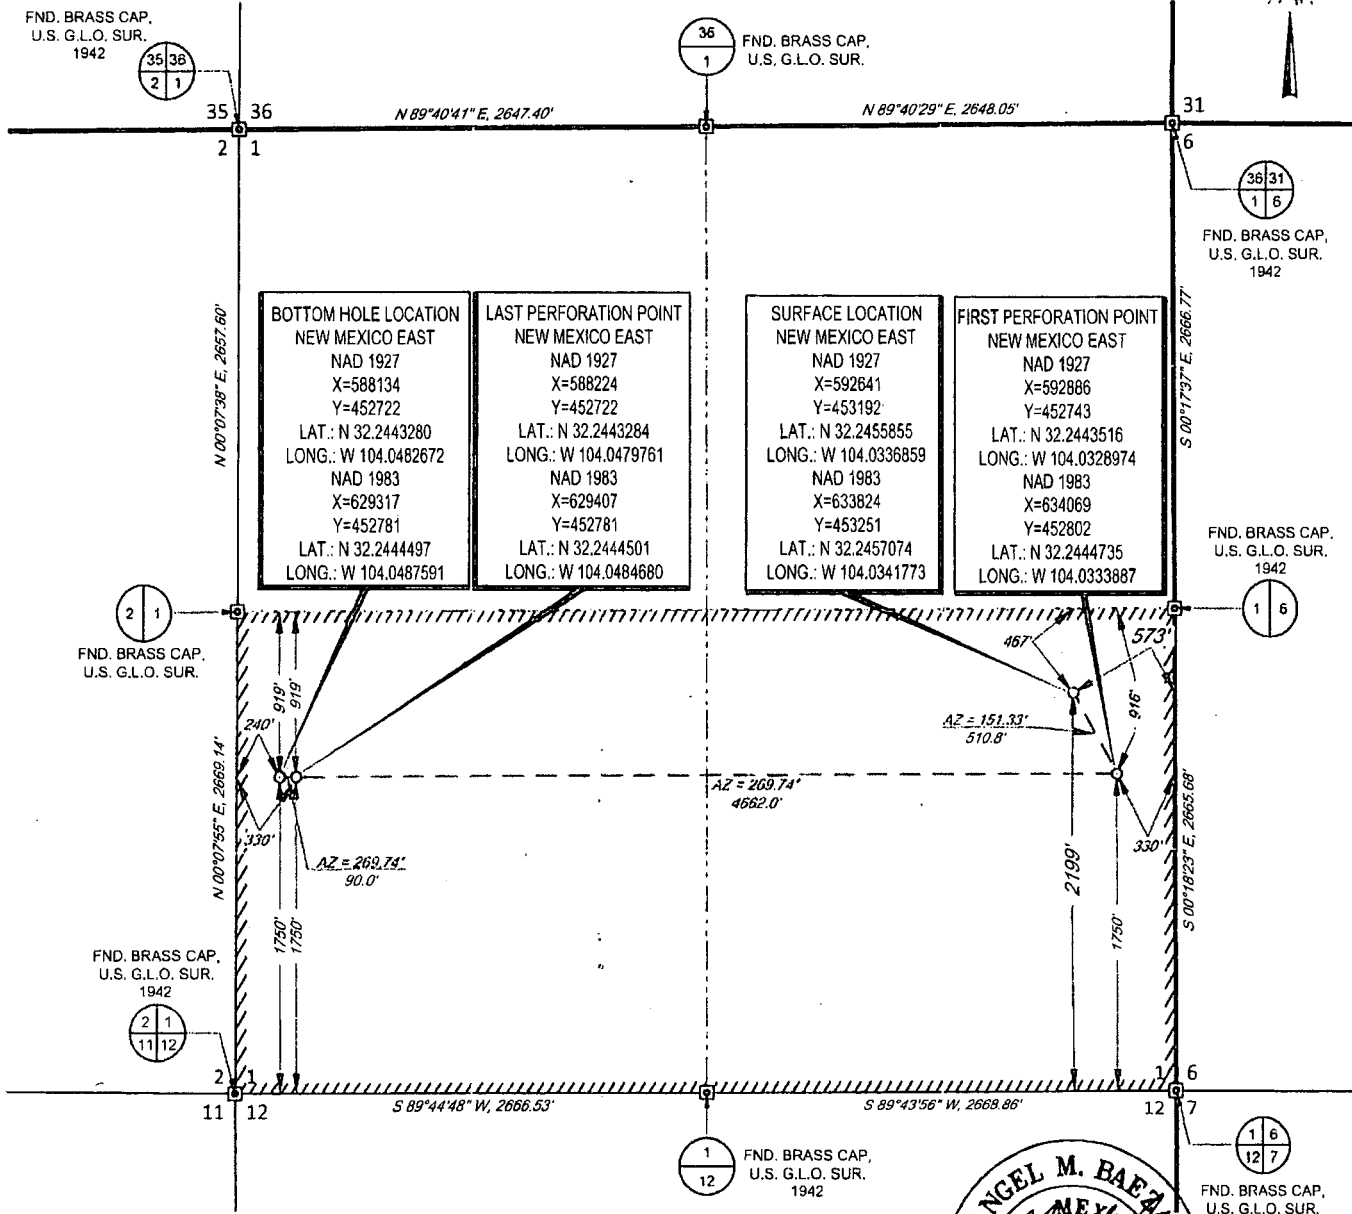 FND. BRASS CAP,
U.S. G.L.O. SUR.
1942
35 36
2 1
36
1
FND. BRASS CAP,
U.S. G.L.O. SUR.
35 36
2 1
N 89°40'41" E, 2647.40'
N 89°40'29" E, 2648.05'
31
6
36 31
1 6
FND. BRASS CAP,
U.S. G.L.O. SUR.
1942
N 00°07'38" E, 2657.60'
S 00°17'37" E, 2666.77'
BOTTOM HOLE LOCATION
NEW MEXICO EAST
NAD 1927
X=588134
Y=452722
LAT.: N 32.2443280
LONG.: W 104.0482672
NAD 1983
X=629317
Y=452781
LAT.: N 32.2444497
LONG.: W 104.0487591
LAST PERFORATION POINT
NEW MEXICO EAST
NAD 1927
X=588224
Y=452722
LAT.: N 32.2443284
LONG.: W 104.0479761
NAD 1983
X=629407
Y=452781
LAT.: N 32.2444501
LONG.: W 104.0484680
SURFACE LOCATION
NEW MEXICO EAST
NAD 1927
X=592641
Y=453192
LAT.: N 32.2455855
LONG.: W 104.0336859
NAD 1983
X=633824
Y=453251
LAT.: N 32.2457074
LONG.: W 104.0341773
FIRST PERFORATION POINT
NEW MEXICO EAST
NAD 1927
X=592886
Y=452743
LAT.: N 32.2443516
LONG.: W 104.0328974
NAD 1983
X=634069
Y=452802
LAT.: N 32.2444735
LONG.: W 104.0333887
FND. BRASS CAP.
U.S. G.L.O. SUR.
1942
1 6
2 1
FND. BRASS CAP,
U.S. G.L.O. SUR.
919'
919'
240'
330'
467'
573'
916'
AZ = 151.33°
510.8'
AZ = 269.74°
4662.0'
330'
AZ = 269.74°
90.0'
N 00°07'55" E, 2669.14'
S 00°18'23" E, 2665.68'
1750'
1750'
2199'
1750'
FND. BRASS CAP,
U.S. G.L.O. SUR.
1942
2 1
11 12
2 1
11 12
S 89°44'48" W, 2666.53'
S 89°43'56" W, 2668.86'
1 6
12 7
1
12
FND. BRASS CAP,
U.S. G.L.O. SUR.
1942
1 6
12 7
FND. BRASS CAP,
U.S. G.L.O. SUR.
NGEL M. BAEZA
MEX